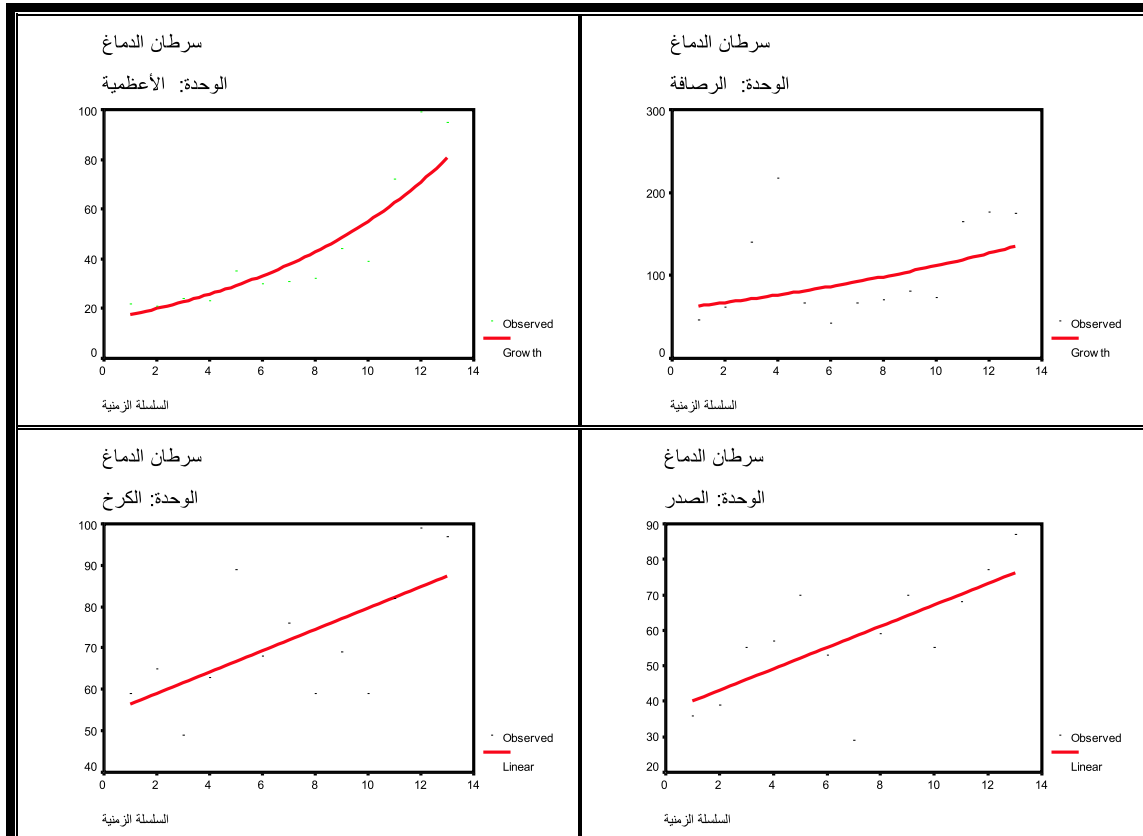 سرطان الدماغ
الوحدة: الأعظمية
100
80
60
40
20
0
0 2 4 6 8 10 12 14
Observed
Growth
السلسلة الزمنية
سرطان الدماغ
الوحدة: الرصافة
300
200
100
0
0 2 4 6 8 10 12 14
Observed
Growth
السلسلة الزمنية
سرطان الدماغ
الوحدة: الكرخ
100
90
80
70
60
50
40
0 2 4 6 8 10 12 14
Observed
Linear
السلسلة الزمنية
سرطان الدماغ
الوحدة: الصدر
90
80
70
60
50
40
30
20
0 2 4 6 8 10 12 14
Observed
Linear
السلسلة الزمنية